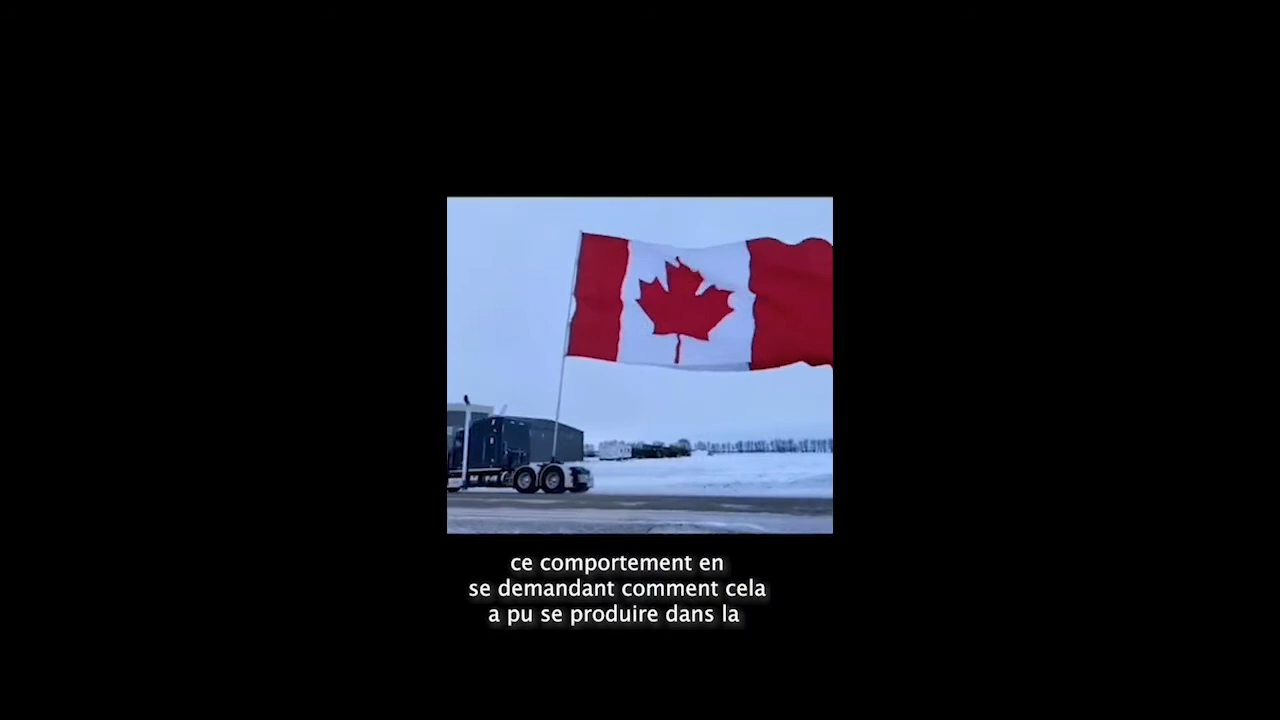 ce comportement en
se demandant comment cela
a pu se produire dans la